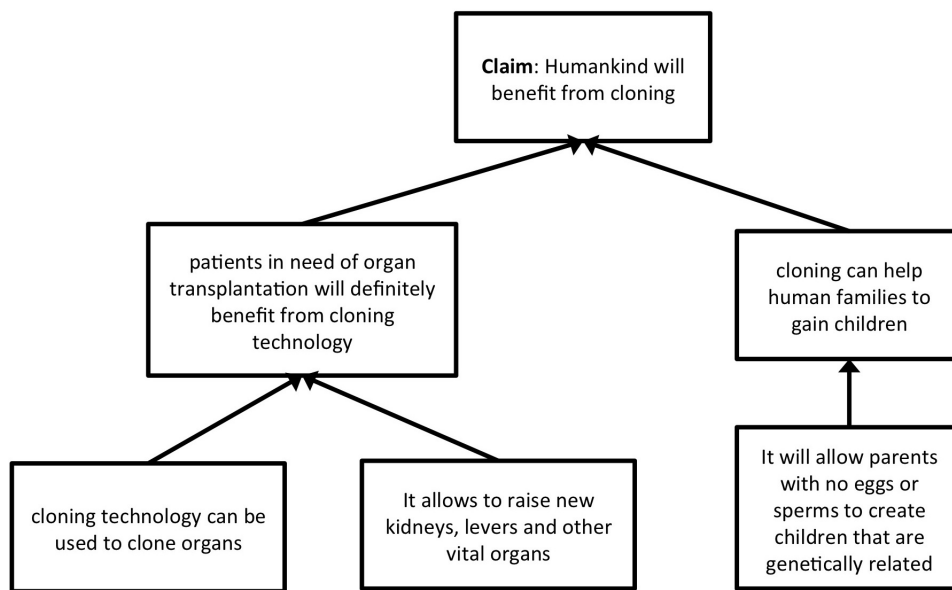 Claim: Humankind will
benefit from cloning
patients in need of organ
transplantation will definitely
benefit from cloning
technology
cloning can help
human families to
gain children
cloning technology can be
used to clone organs
It allows to raise new
kidneys, levers and other
vital organs
It will allow parents
with no eggs or
sperms to create
children that are
genetically related